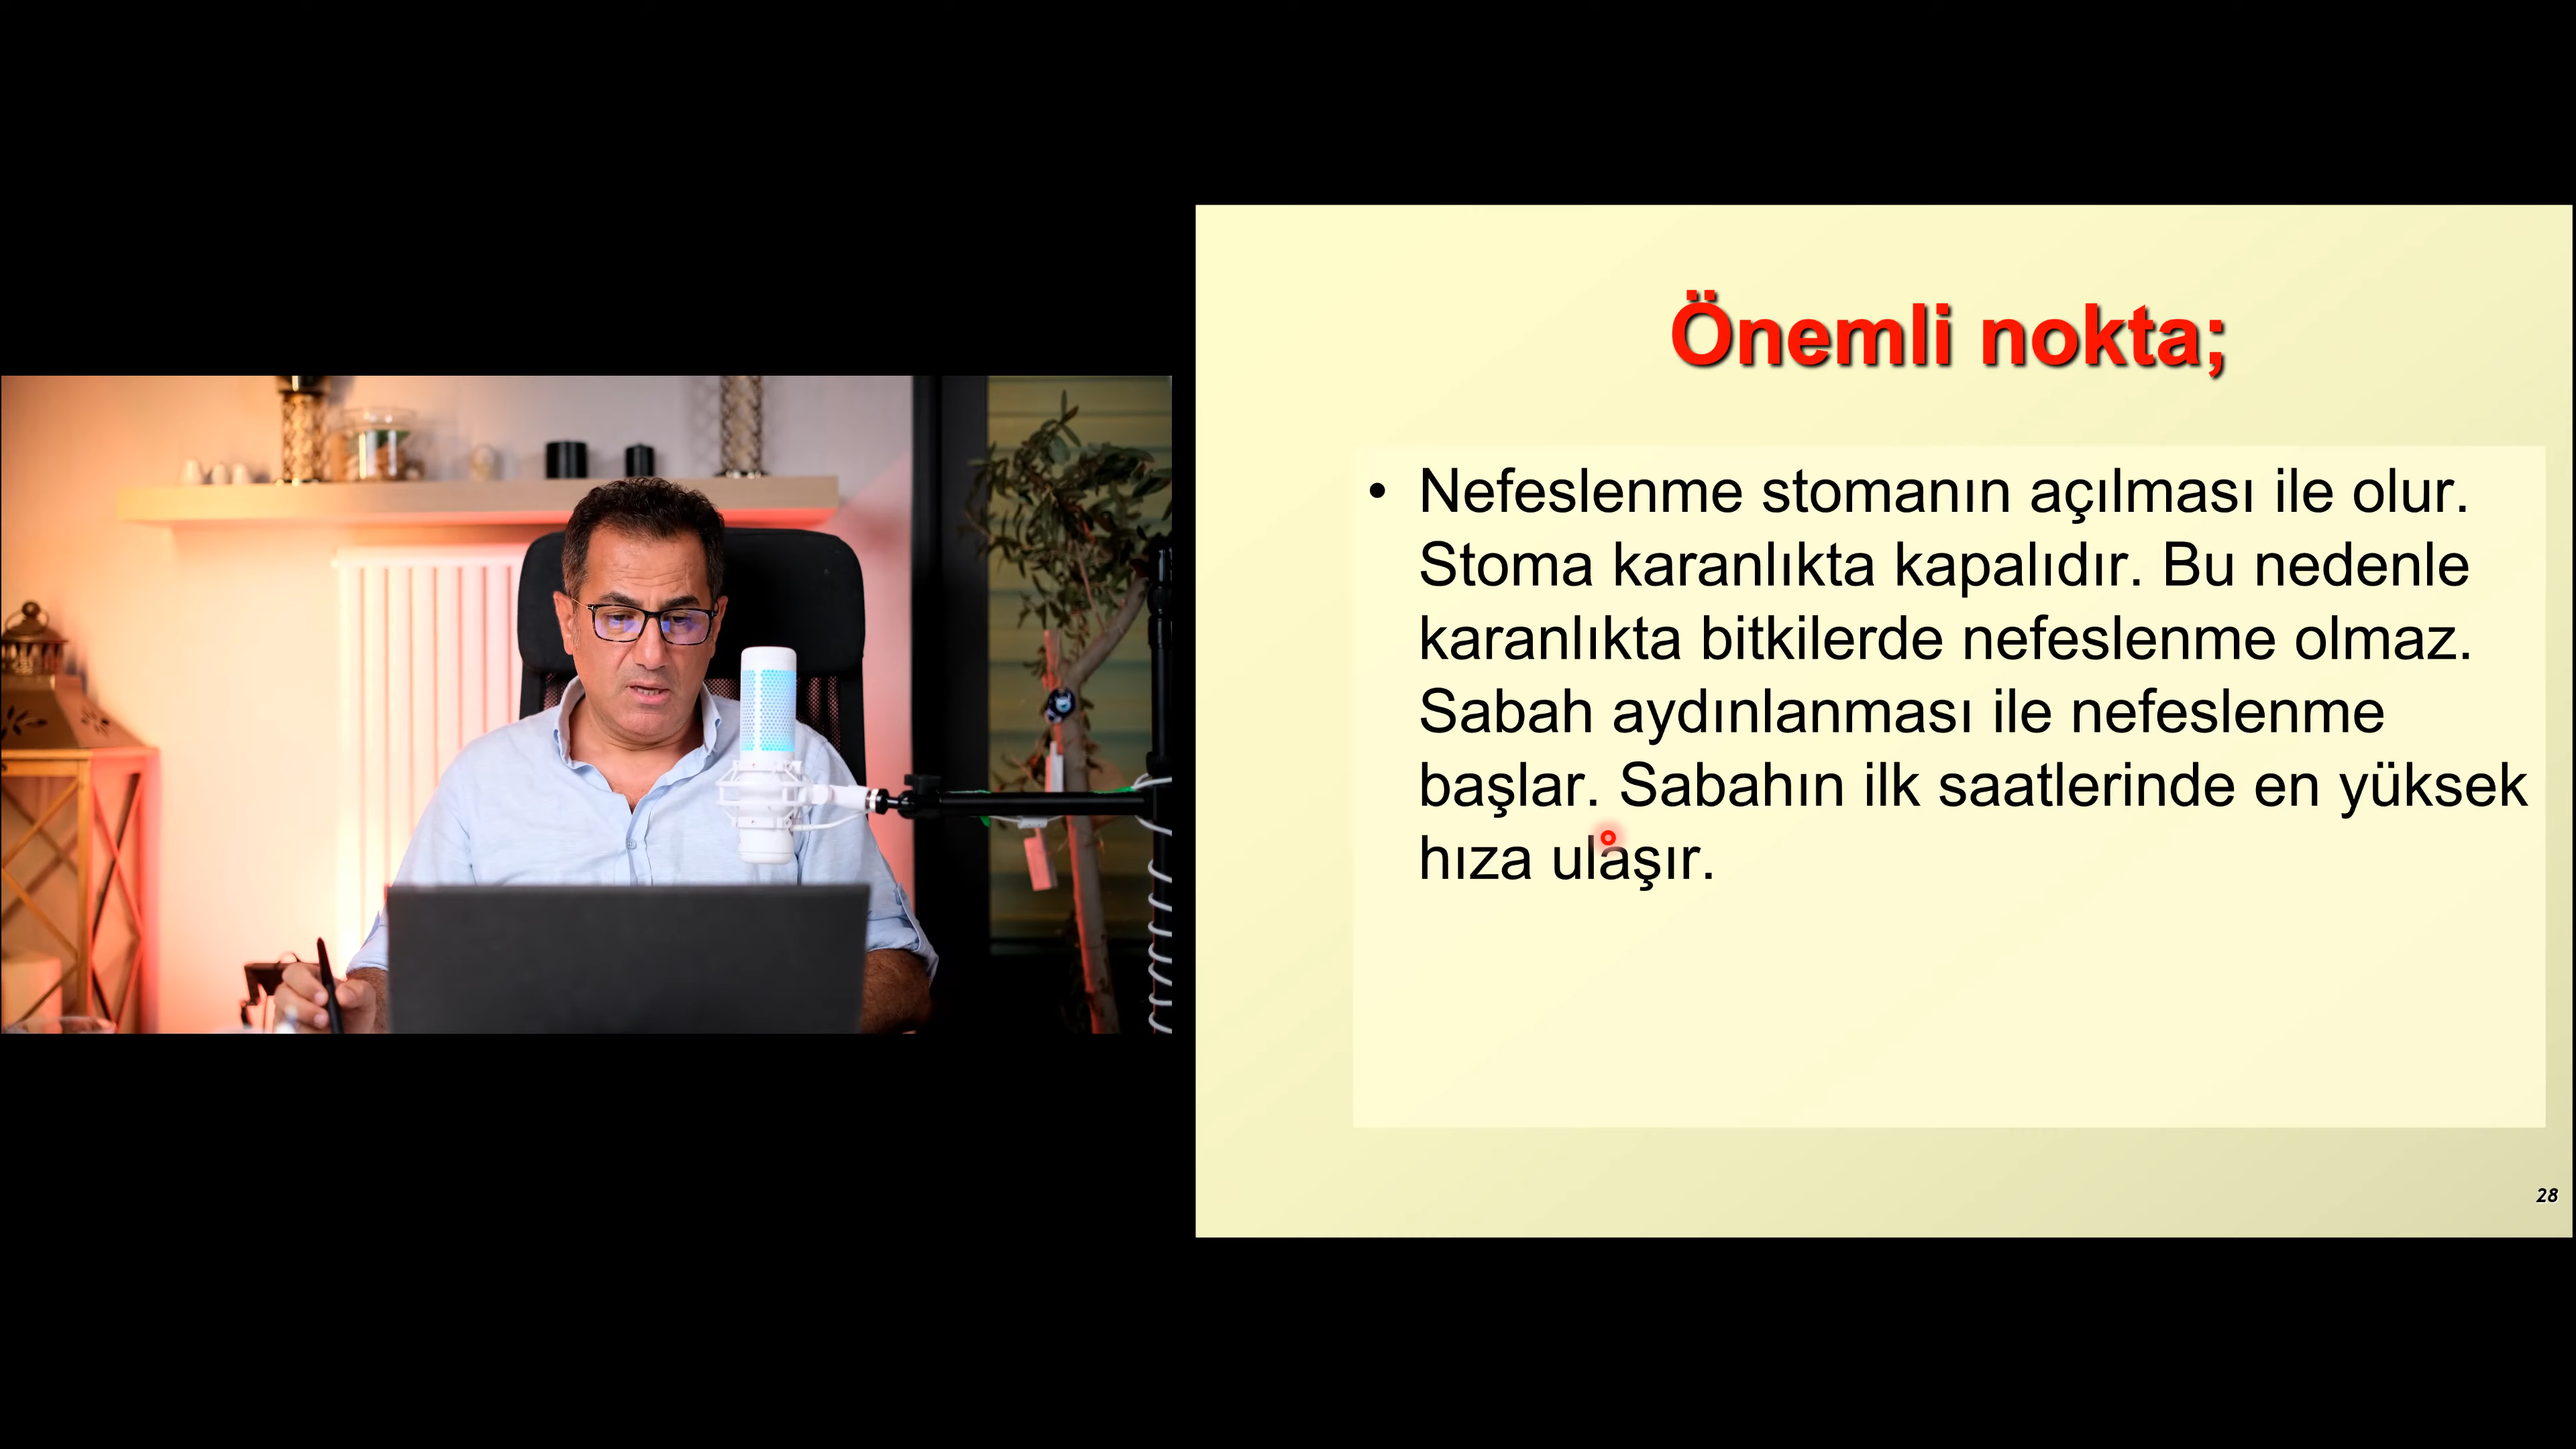 Önemli nokta;
• Nefeslenme stomanın açılması ile olur.
Stoma karanlıkta kapalıdır. Bu nedenle
karanlıkta bitkilerde nefeslenme olmaz.
Sabah aydınlanması ile nefeslenme
başlar. Sabahın ilk saatlerinde en yüksek
hıza ulaşır.
28